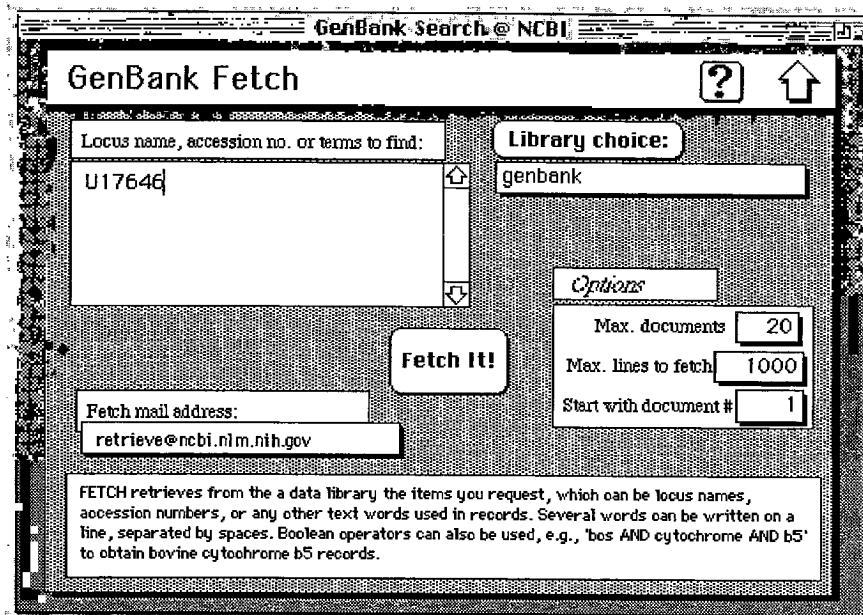 GenBank Search @ NCBI
GenBank Fetch
?
Locus name, accession no. or terms to find:
Library choice:
U17646
genbank
Options
Max. documents 20
Fetch It!
Max. lines to fetch 1000
Start with document # 1
Fetch mail address:
retrieve@ncbi.nlm.nih.gov
FETCH retrieves from the a data library the items you request, which can be locus names,
accession numbers, or any other text words used in records. Several words can be written on a
line, separated by spaces. Boolean operators can also be used, e.g., 'bos AND cytochrome AND b5'
to obtain bovine cytochrome b5 records.